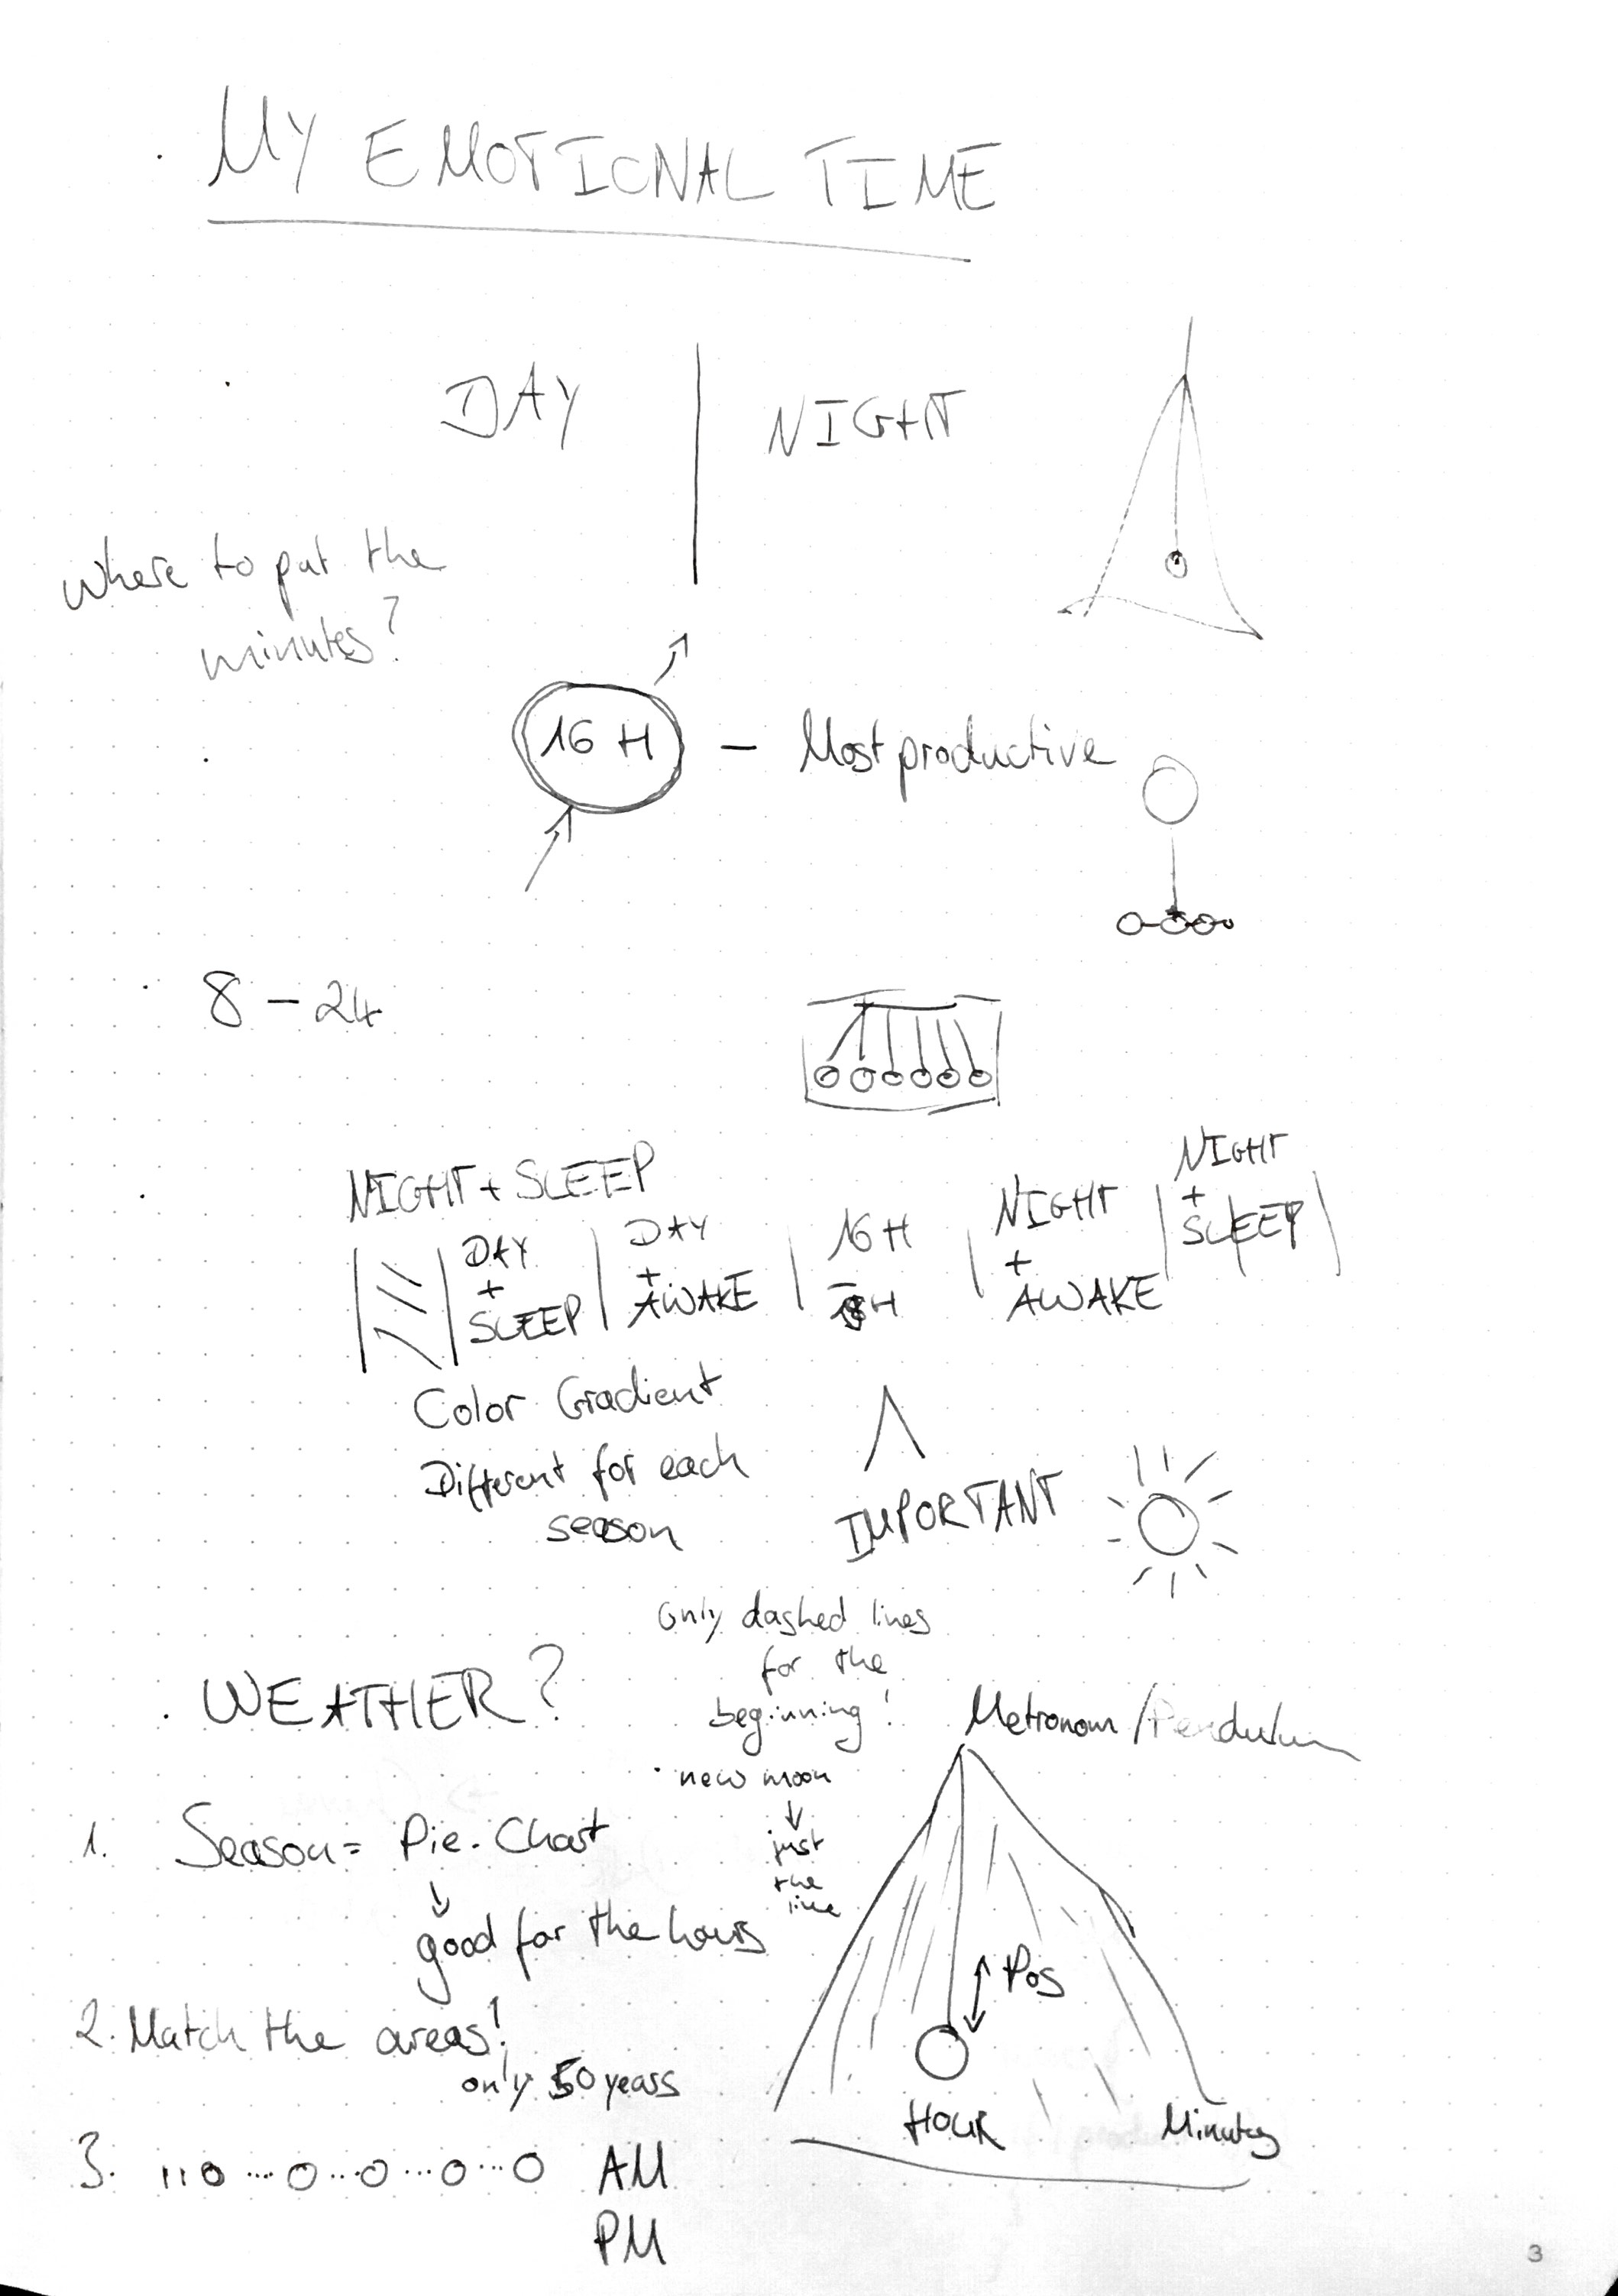 MY EMOTIONAL TIME
DAY | NIGHT
Where to put the
minutes?
16 H — Most productive
8 – 24
NIGHT + SLEEP
DAY
+
SLEEP
DAY
+
AWAKE
16 H
–
18 H
NIGHT
+
AWAKE
NIGHT
+
SLEEP
Color Gradient
Different for each
season
IMPORTANT
WEATHER?
only dashed lines
for the
beginning!
new moon
just
the
line
Metronom / Pendulum
1. Season = Pie-Chart
good for the hours
Pos
2. Match the areas!
only 50 years
HOUR
Minutes
3. AM
PM
3